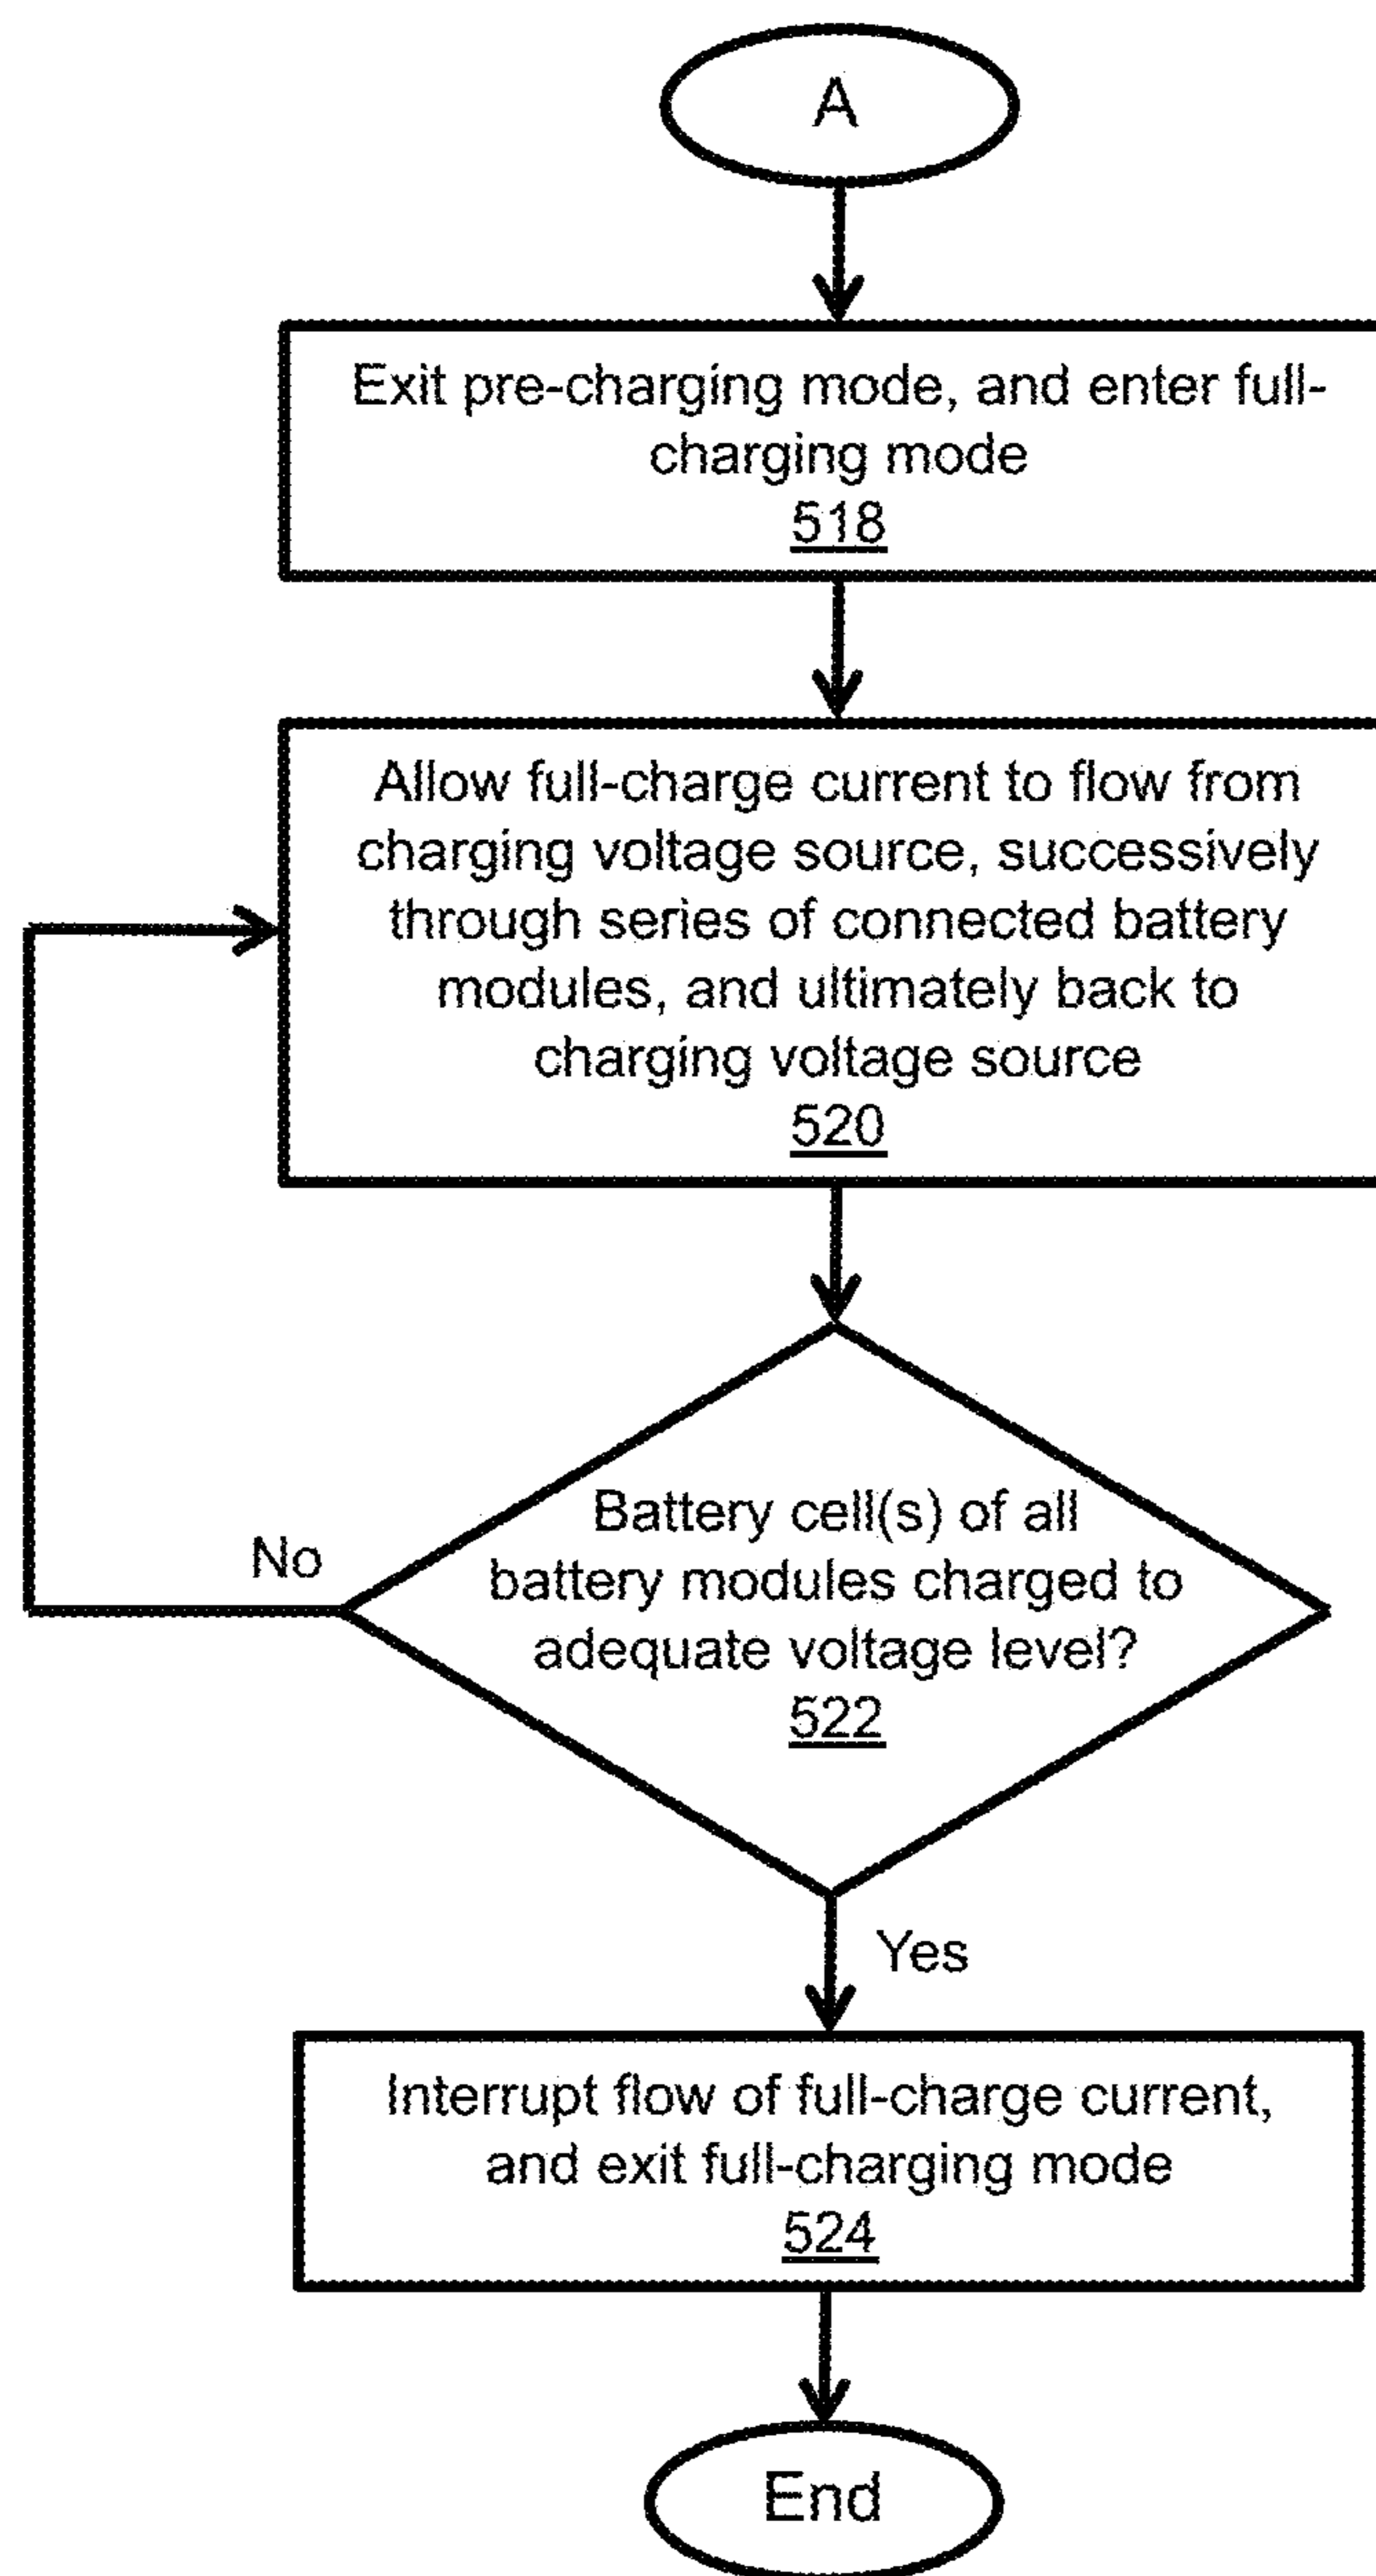 A
Exit pre-charging mode, and enter full-
charging mode
518
Allow full-charge current to flow from
charging voltage source, successively
through series of connected battery
modules, and ultimately back to
charging voltage source
520
Battery cell(s) of all
battery modules charged to
adequate voltage level?
522
No
Yes
Interrupt flow of full-charge current,
and exit full-charging mode
524
End